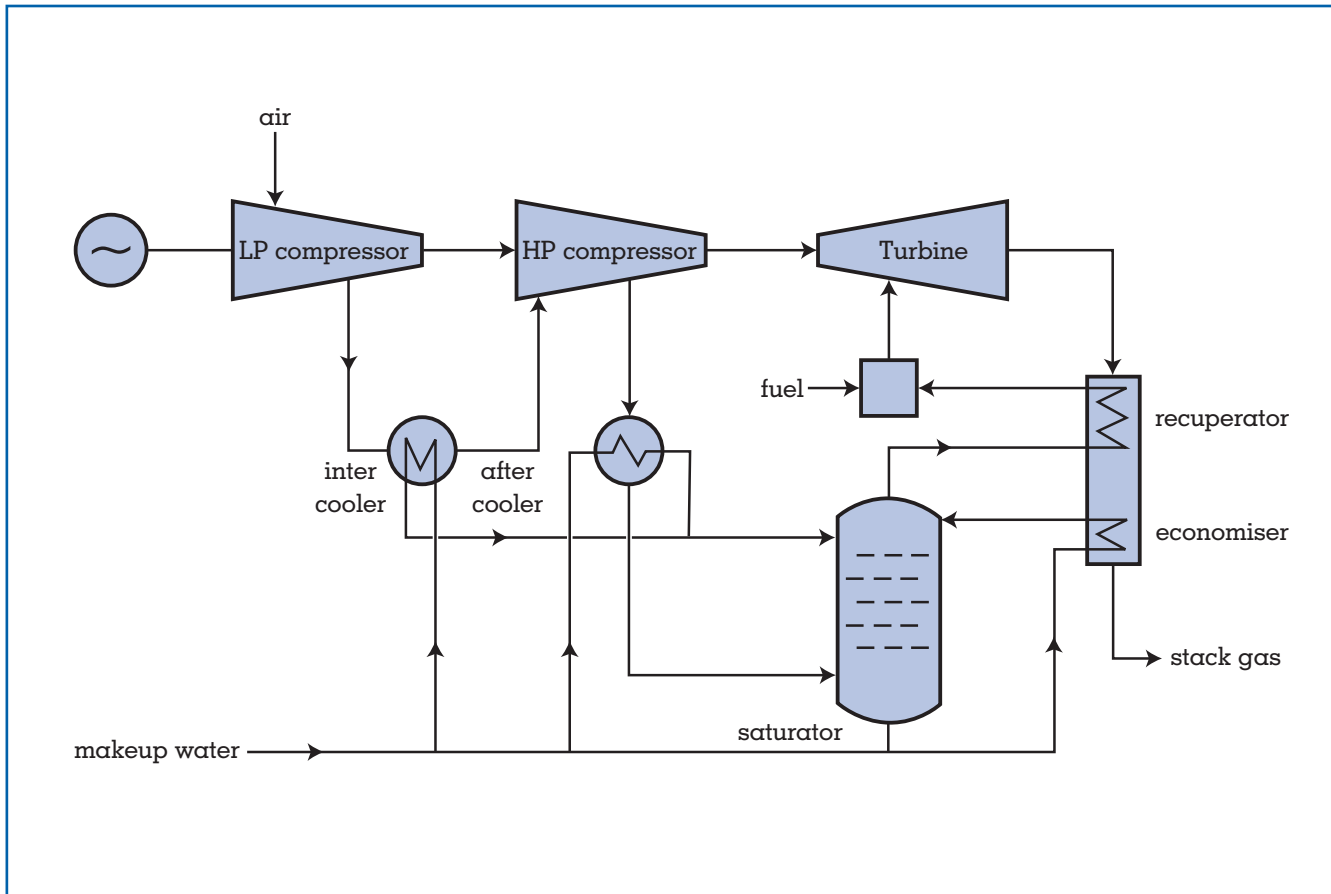 air
LP compressor
HP compressor
Turbine
fuel
recuperator
inter
cooler
after
cooler
economiser
stack gas
saturator
makeup water